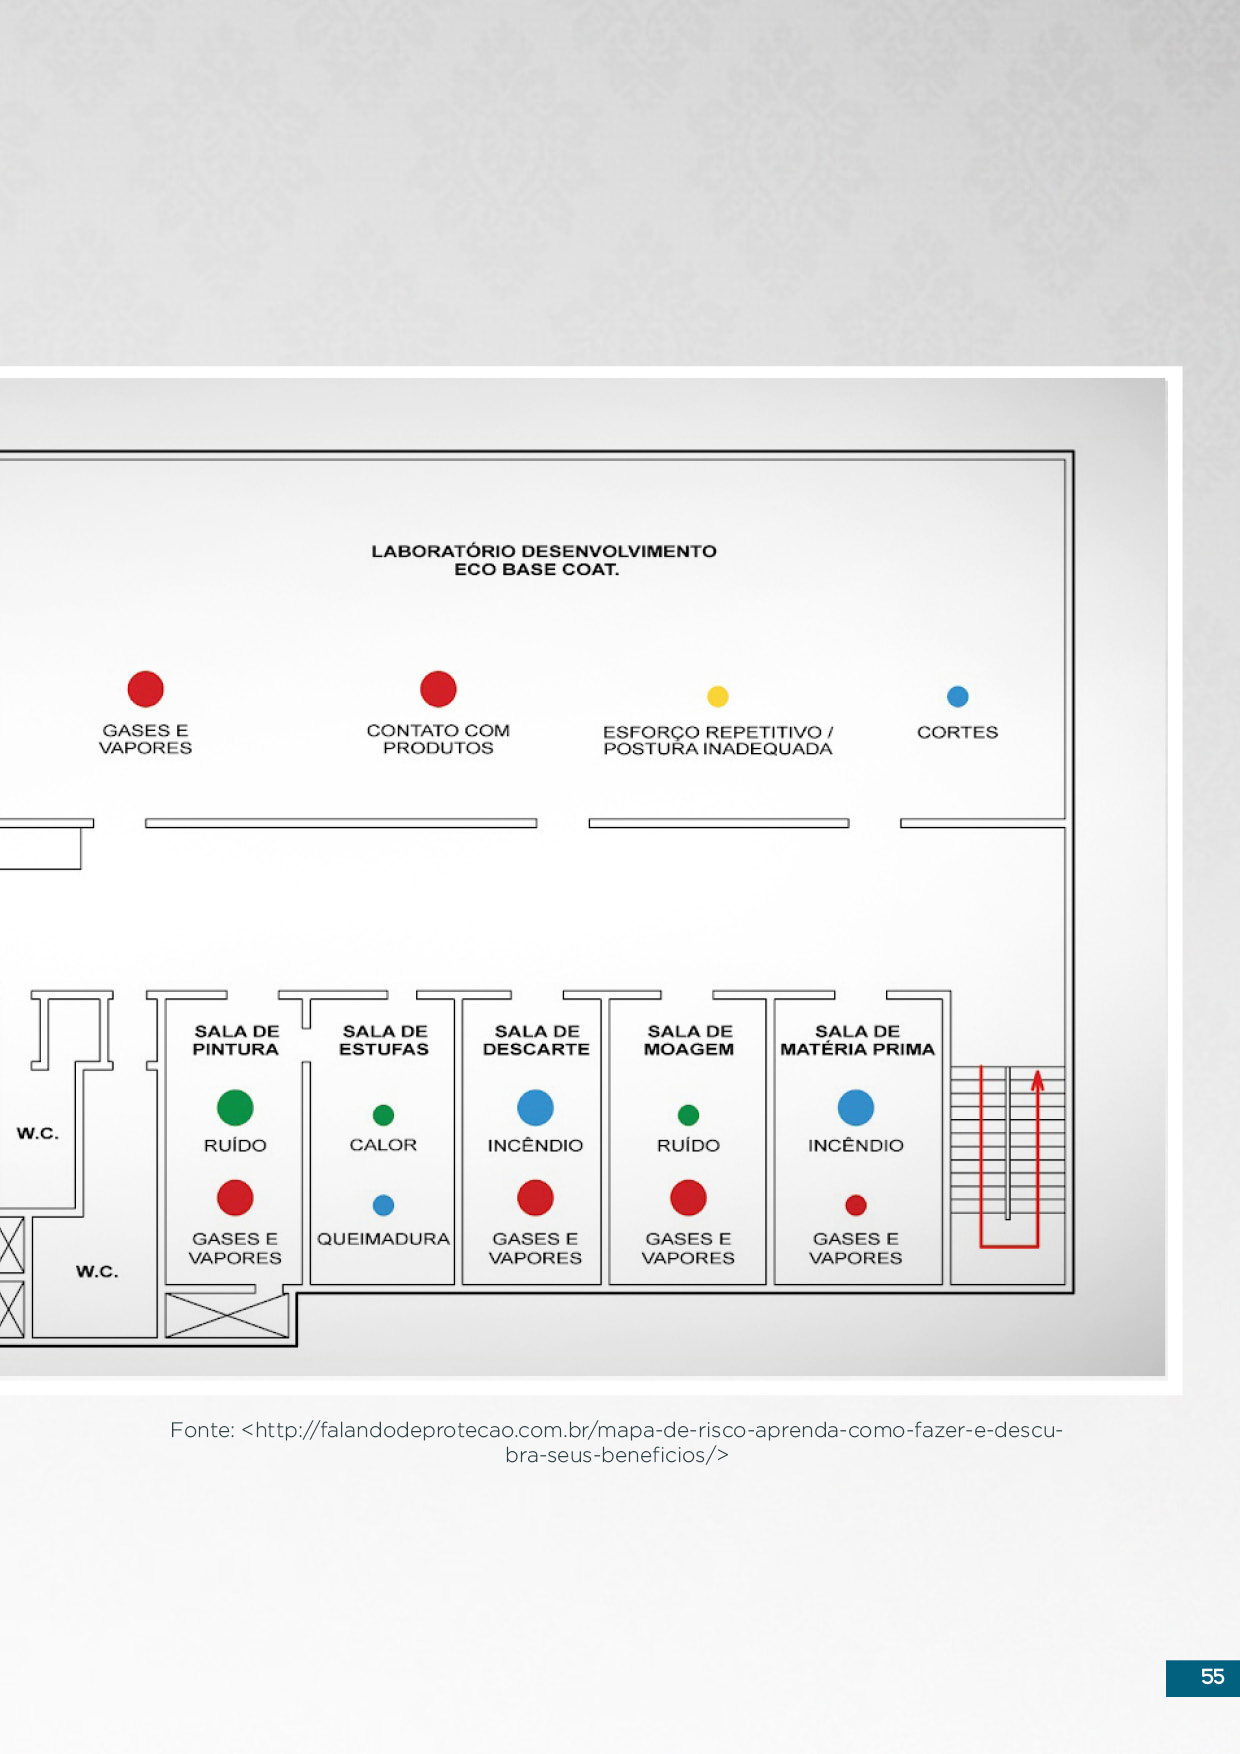 LABORATÓRIO DESENVOLVIMENTO
ECO BASE COAT.
GASES E
VAPORES
CONTATO COM
PRODUTOS
ESFORÇO REPETITIVO /
POSTURA INADEQUADA
CORTES
SALA DE
PINTURA
RUÍDO
GASES E
VAPORES
SALA DE
ESTUFAS
CALOR
QUEIMADURA
SALA DE
DESCARTE
INCÊNDIO
GASES E
VAPORES
SALA DE
MOAGEM
RUÍDO
GASES E
VAPORES
SALA DE
MATÉRIA PRIMA
INCÊNDIO
GASES E
VAPORES
W.C.
W.C.
Fonte: <http://falandodeprotecao.com.br/mapa-de-risco-aprenda-como-fazer-e-descu-
bra-seus-beneficios/>
55